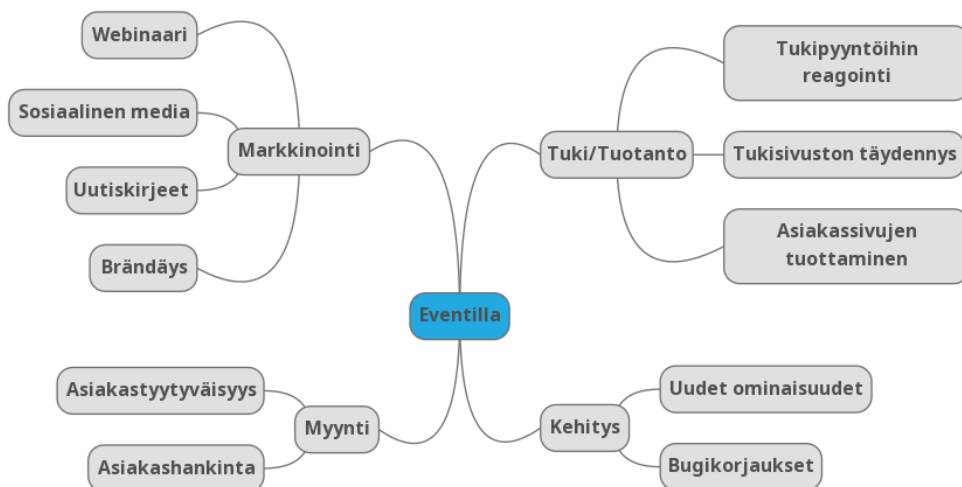 Webinaari
Sosiaalinen media
Markkinointi
Uutiskirjeet
Brändäys
Tukipyyntöihin
reagointi
Tuki/Tuotanto
Tukisivuston täydennys
Asiakassivujen
tuottaminen
Eventilla
Asiakastyytyväisyys
Myynti
Asiakashankinta
Uudet ominaisuudet
Kehitys
Bugikorjaukset